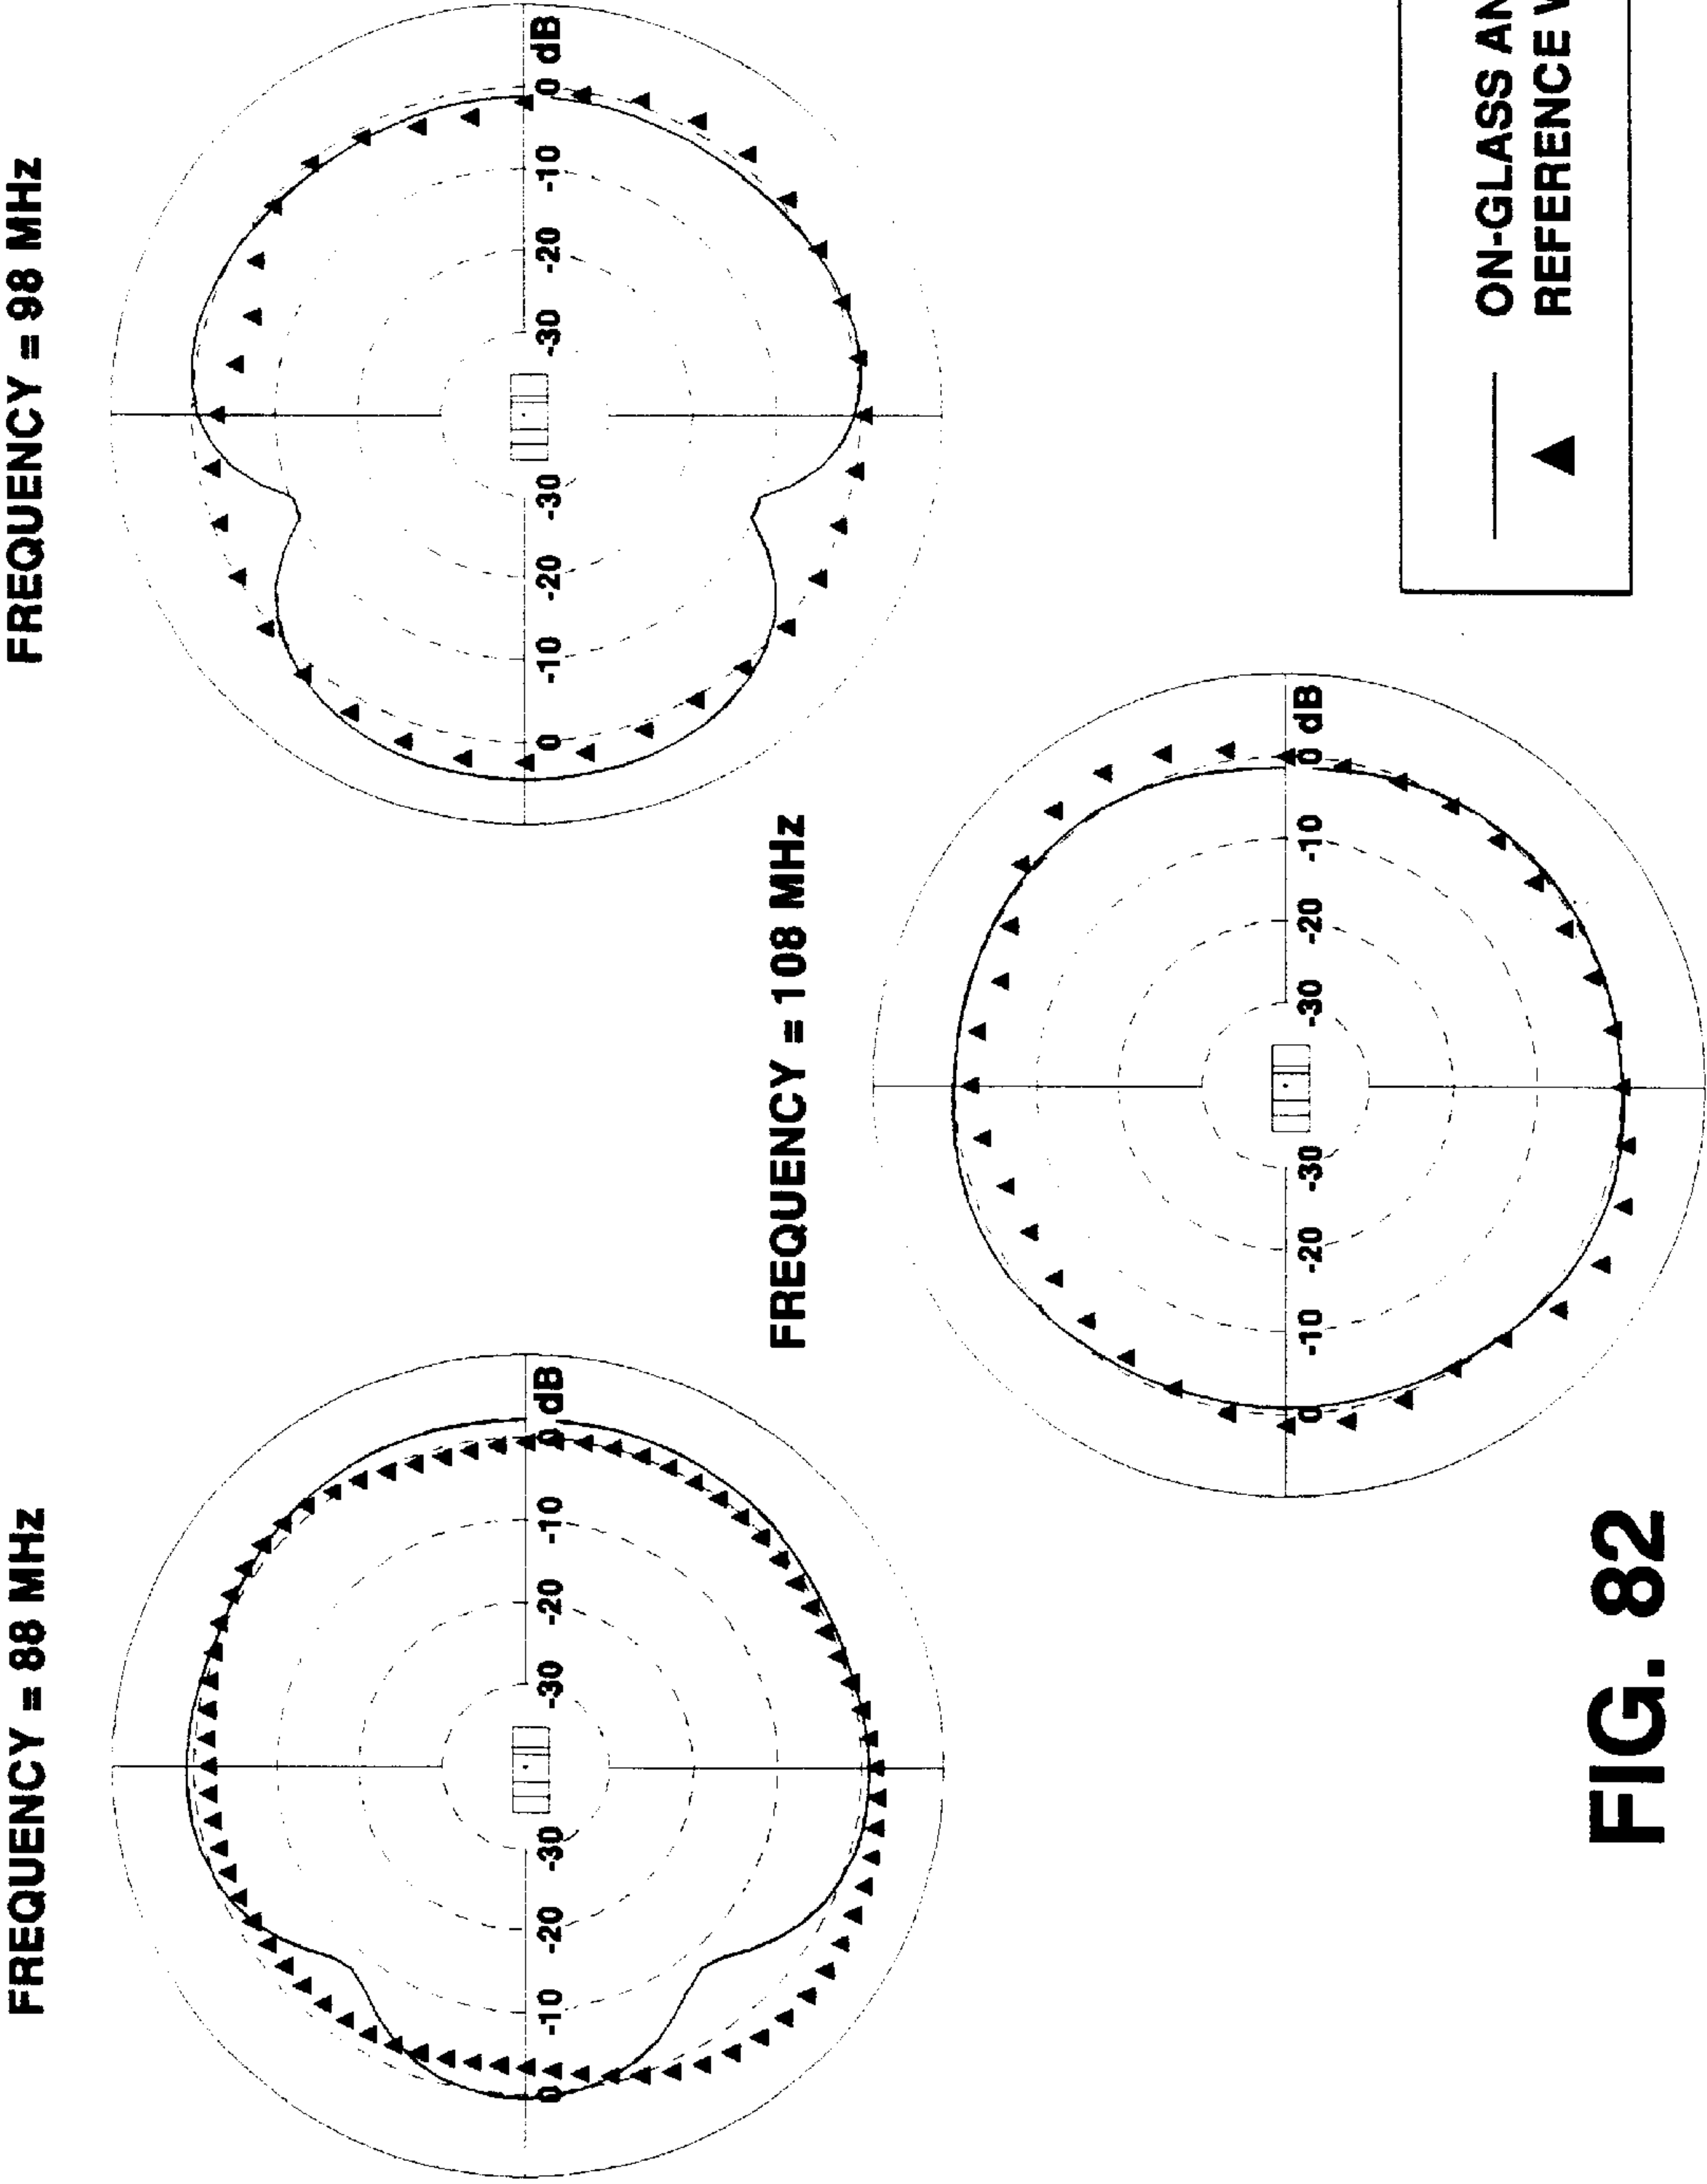 FREQUENCY = 88 MHz
0 -10 -20 -30 -30 -20 -10 0 dB
FREQUENCY = 98 MHz
0 -10 -20 -30 -30 -20 -10 0 dB
FREQUENCY = 108 MHz
0 -10 -20 -30 -30 -20 -10 0 dB
ON-GLASS AN
REFERENCE
FIG. 82